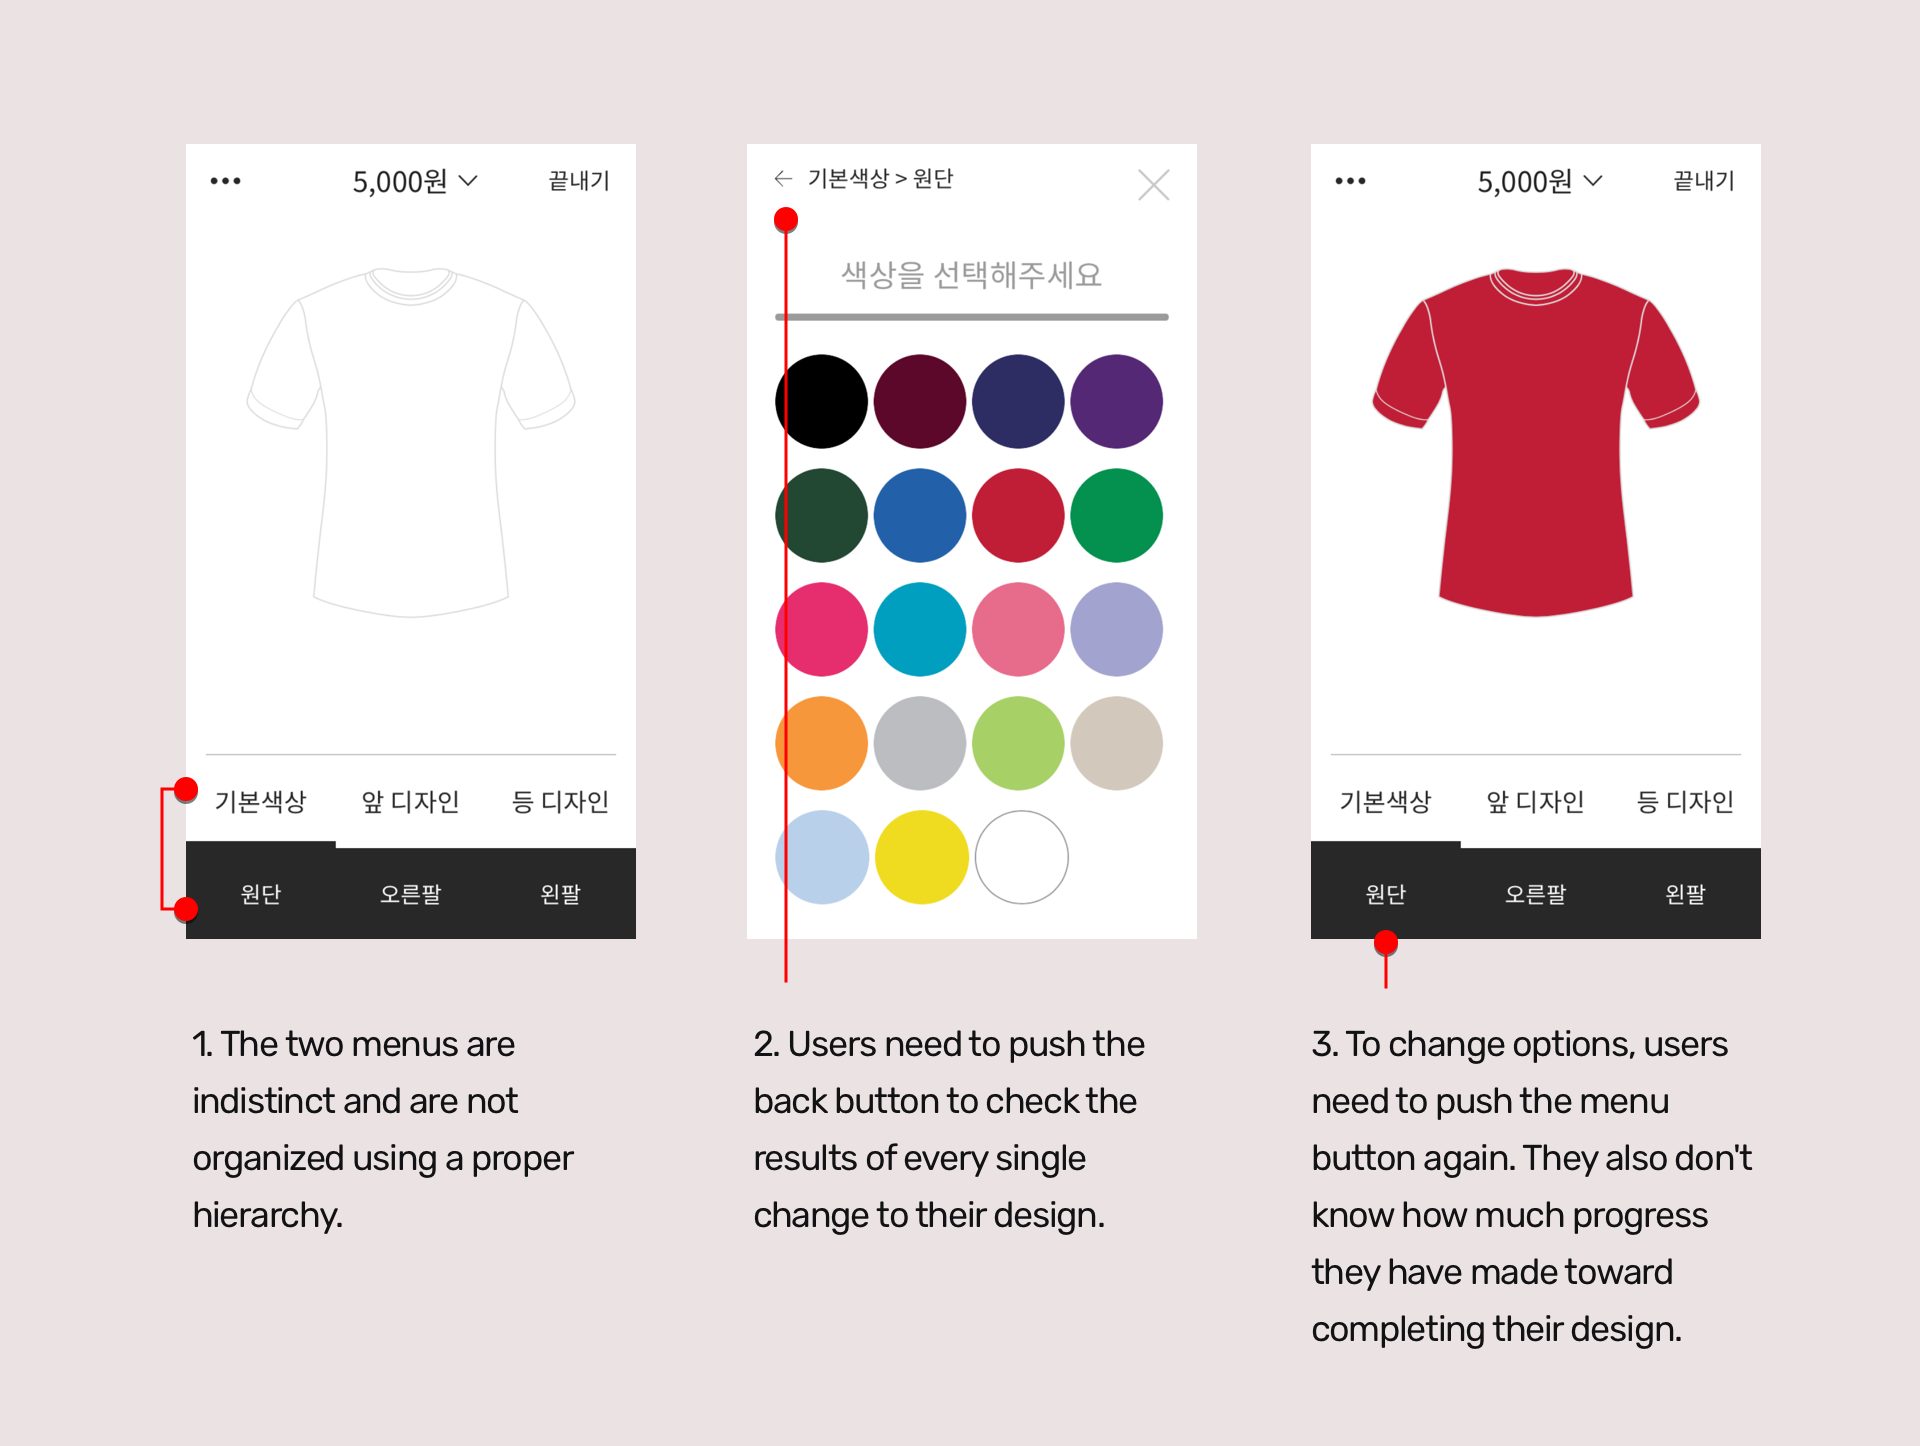 5,000원
끝내기
기본색상
앞 디자인
등 디자인
원단
오른팔
왼팔
1. The two menus are
indistinct and are not
organized using a proper
hierarchy.
기본색상 > 원단
색상을 선택해주세요
2. Users need to push the
back button to check the
results of every single
change to their design.
5,000원
끝내기
기본색상
앞 디자인
등 디자인
원단
오른팔
왼팔
3. To change options, users
need to push the menu
button again. They also don't
know how much progress
they have made toward
completing their design.